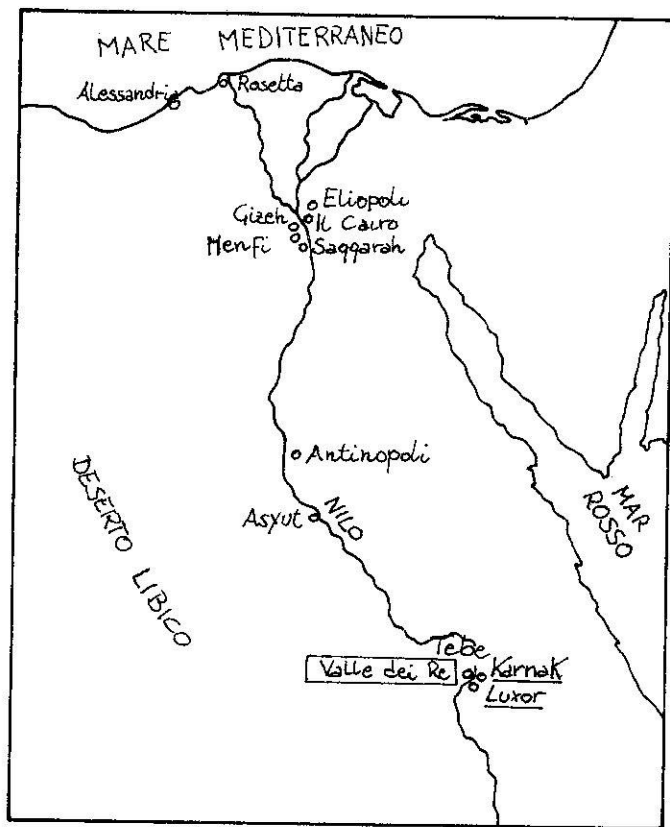 MARE MEDITERRANEO
Alessandria
Rosetta
Eliopoli
Gizeh
Il Cairo
Menfi
Saqqarah
Antinopoli
DESERTO LIBICO
Asyut
NILO
MAR
ROSSO
Tebe
Valle dei Re
Karnak
Luxor